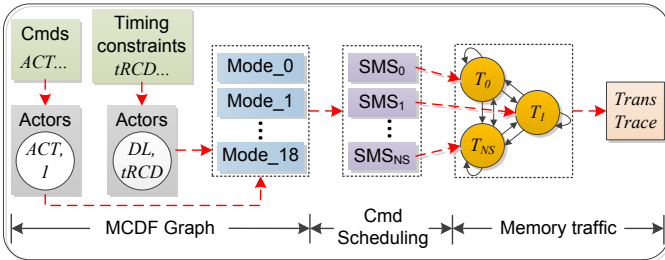 Cmds
ACT...
Timing
constraints
tRCD...
Actors
ACT,
1
Actors
DL,
tRCD
Mode_0
Mode_1
Mode_18
SMS0
SMS1
SMSNS
T0
T1
TNS
Trans
Trace
MCDF Graph
Cmd
Scheduling
Memory traffic